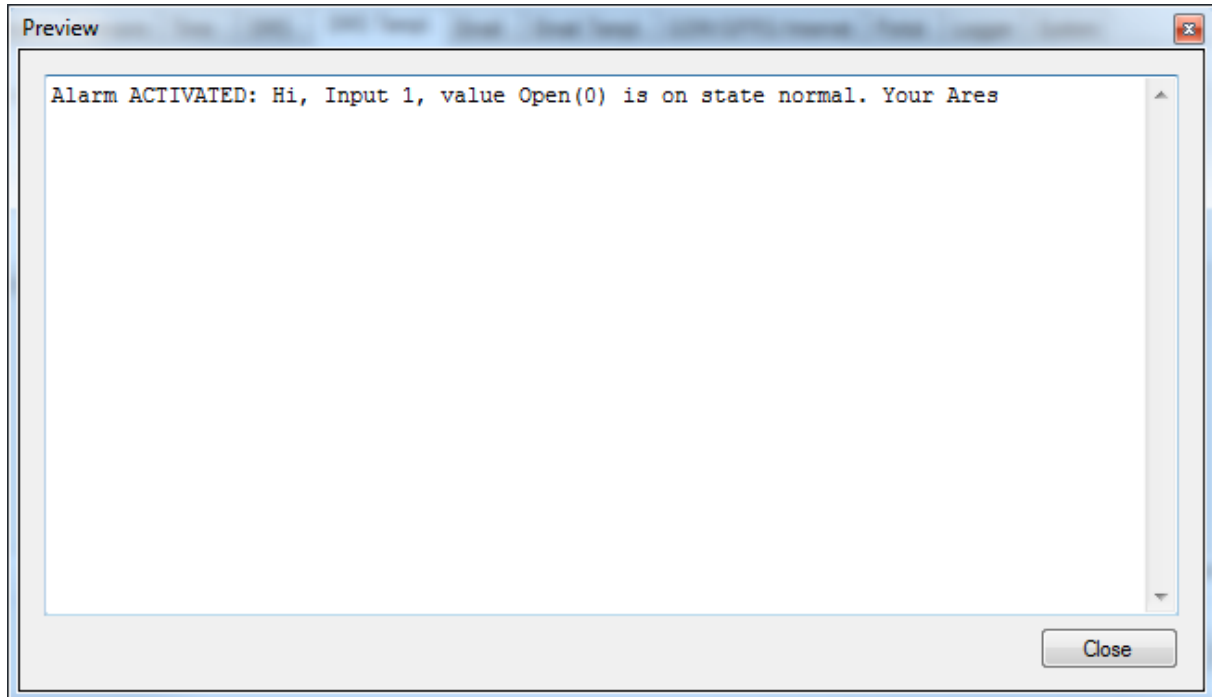 Preview
Alarm ACTIVATED: Hi, Input 1, value Open(0) is on state normal. Your Ares
Close